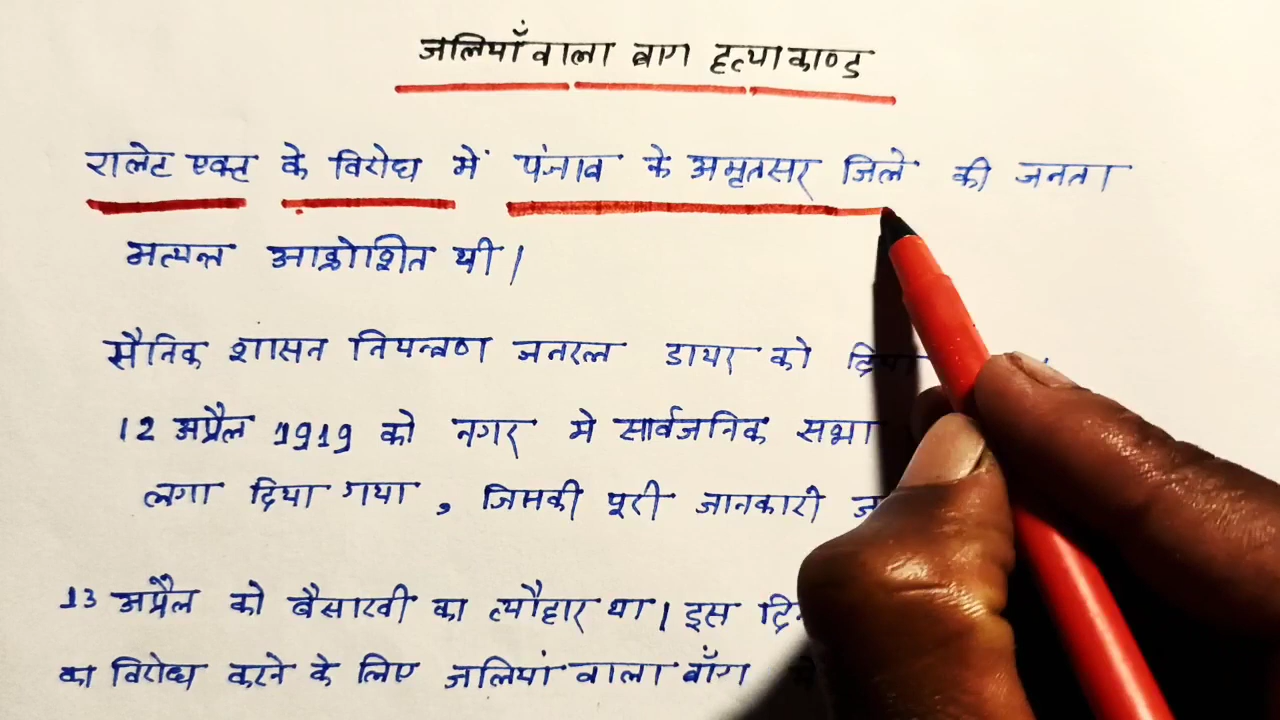 जलियाँवाला बाग हत्याकाण्ड
रालेट एक्ट के विरोध में पंजाब के अमृतसर जिले की जनता
अत्यन्त आक्रोशित थी।
सैनिक शासन नियन्त्रण जनरल डायर को दिया
12 अप्रैल 1919 को नगर मे सार्वजनिक सभा
लगा दिया गया , जिसकी पूरी जानकारी
13 अप्रैल को बैसाखी का त्यौहार था। इस
का विरोध करने के लिए जलियांवाला बाँग